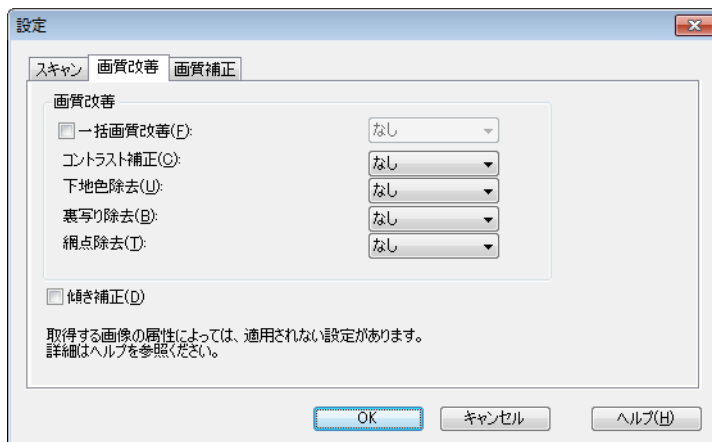 設定
スキャン 画質改善 画質補正
画質改善
一括画質改善(F): なし
コントラスト補正(C): なし
下地色除去(U): なし
裏写り除去(B): なし
網点除去(T): なし
傾き補正(D)
取得する画像の属性によっては、適用されない設定があります。
詳細はヘルプを参照ください。
OK キャンセル ヘルプ(H)